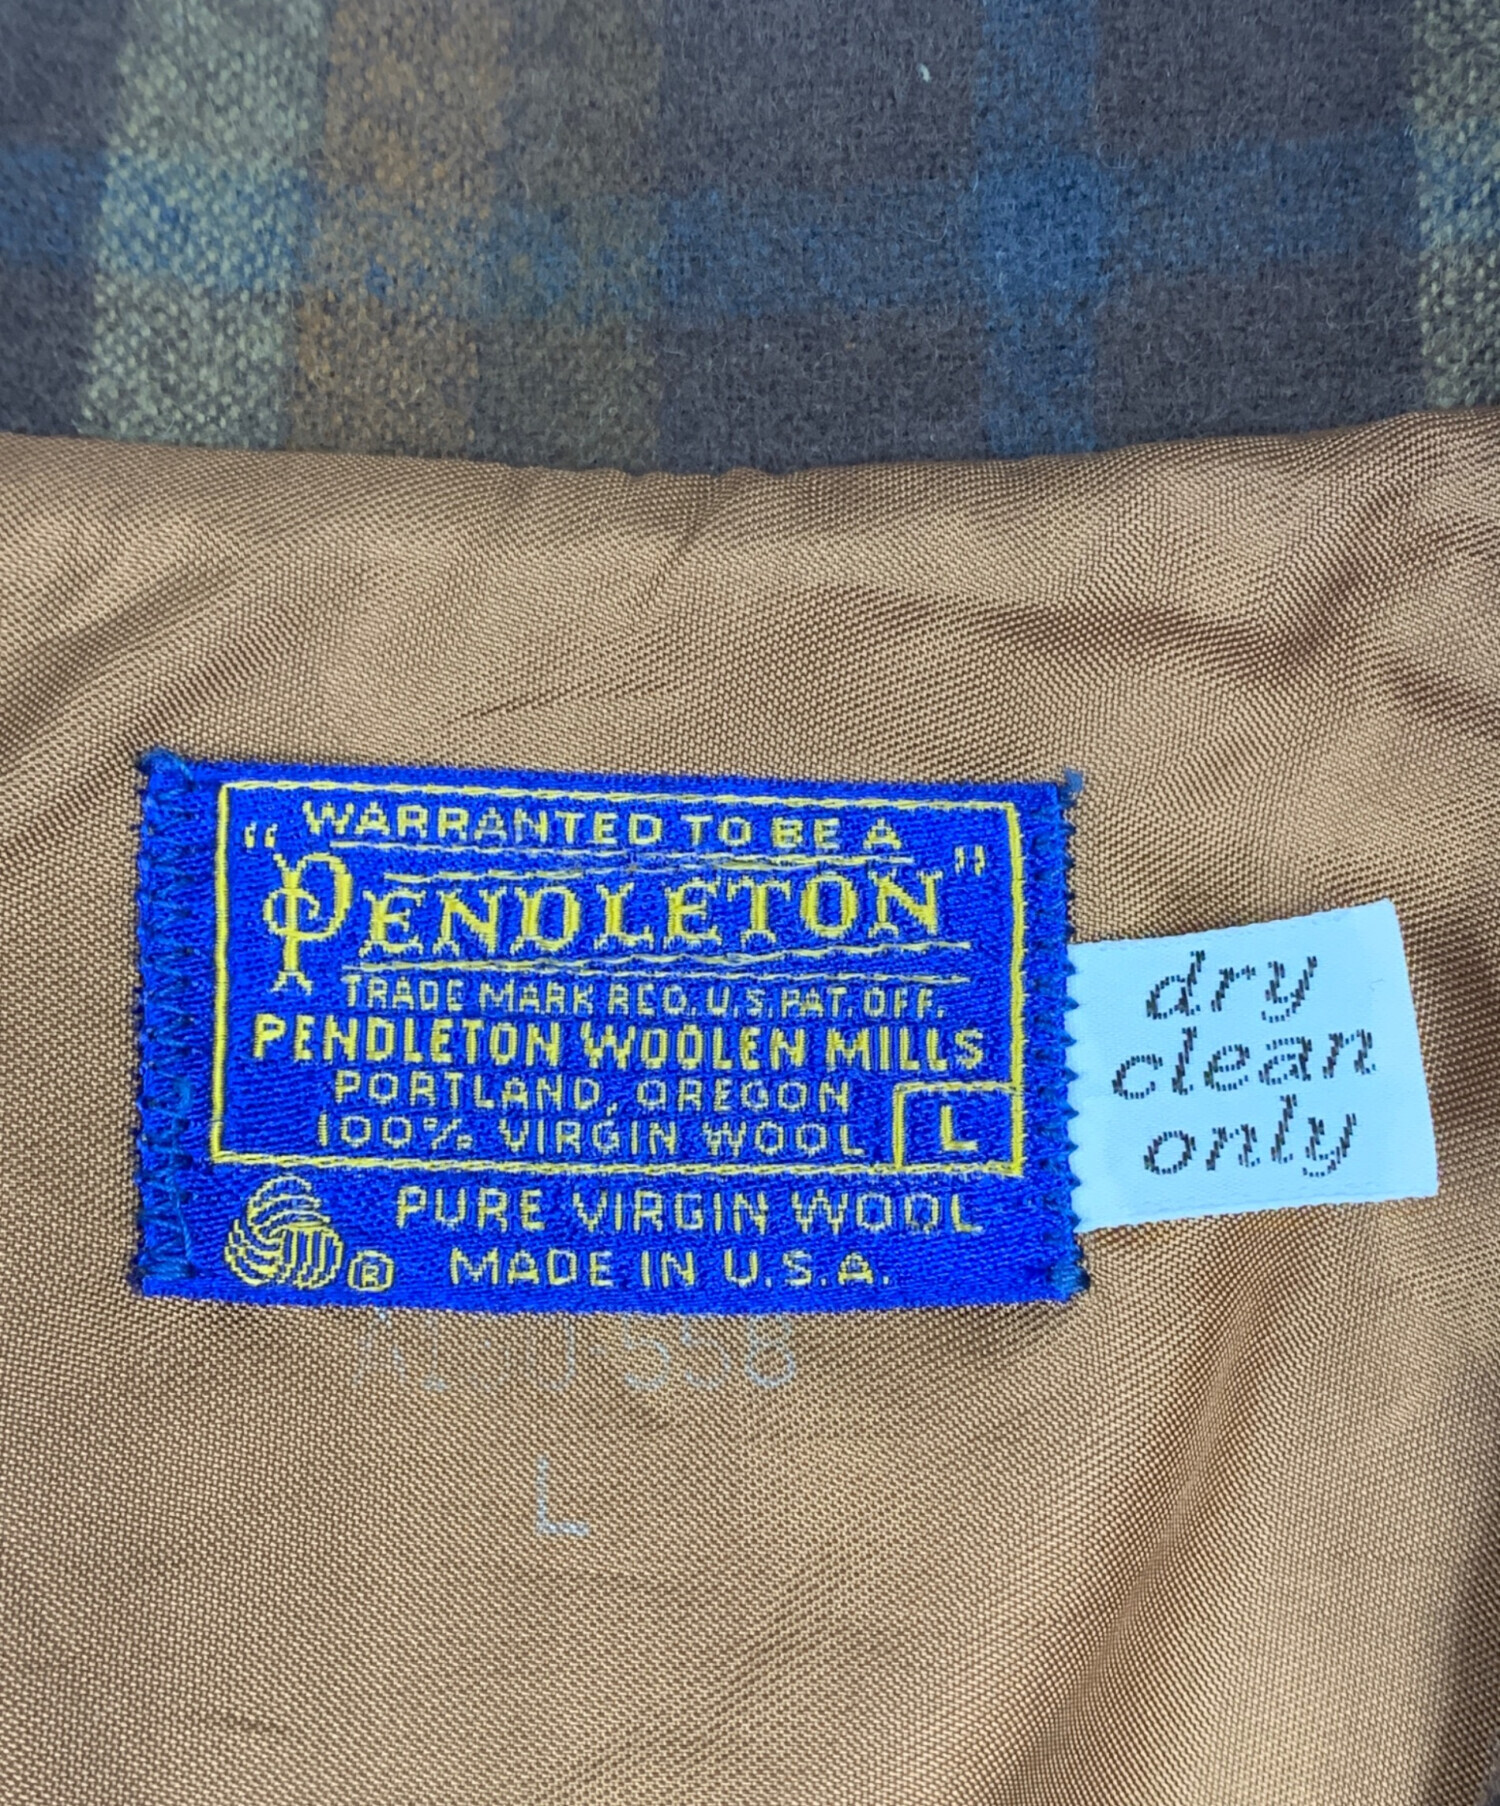 WARRANTED TO BE A
"PENDLETON"
TRADE MARK REG. U.S. PAT. OFF.
PENDLETON WOOLEN MILLS
PORTLAND, OREGON
100% VIRGIN WOOL
L
PURE VIRGIN WOOL
® MADE IN U.S.A.
dry
clean
only
L